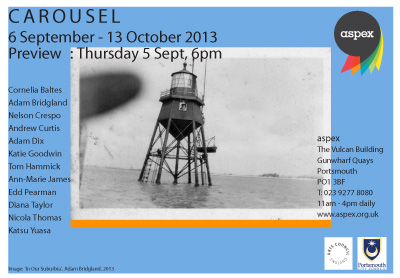 CAROUSEL
6 September - 13 October 2013
Preview : Thursday 5 Sept, 6pm
aspex
Cornelia Baltes
Adam Bridgland
Nelson Crespo
Andrew Curtis
Adam Dix
Katie Goodwin
Tom Hammick
Ann-Marie James
Edd Pearman
Diana Taylor
Nicola Thomas
Katsu Yuasa
aspex
The Vulcan Building
Gunwharf Quays
Portsmouth
PO1 3BF
T: 023 9277 8080
11am - 4pm daily
www.aspex.org.uk
Image: 'In Our Suburbia', Adam Bridgland, 2013
Portsmouth